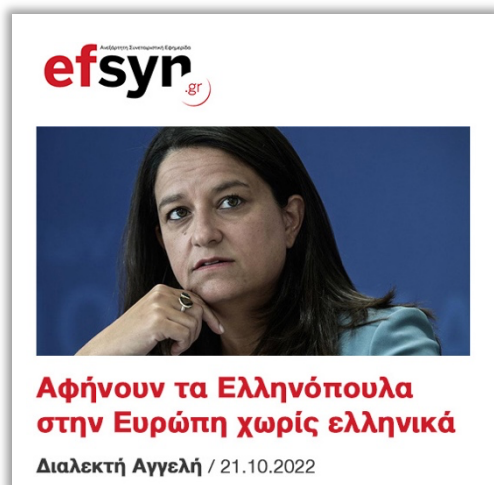 Ανεξάρτητη Συνεταιριστική Εφημερίδα
efsyn.gr
Αφήνουν τα Ελληνόπουλα
στην Ευρώπη χωρίς ελληνικά
Διαλεκτή Αγγελή / 21.10.2022